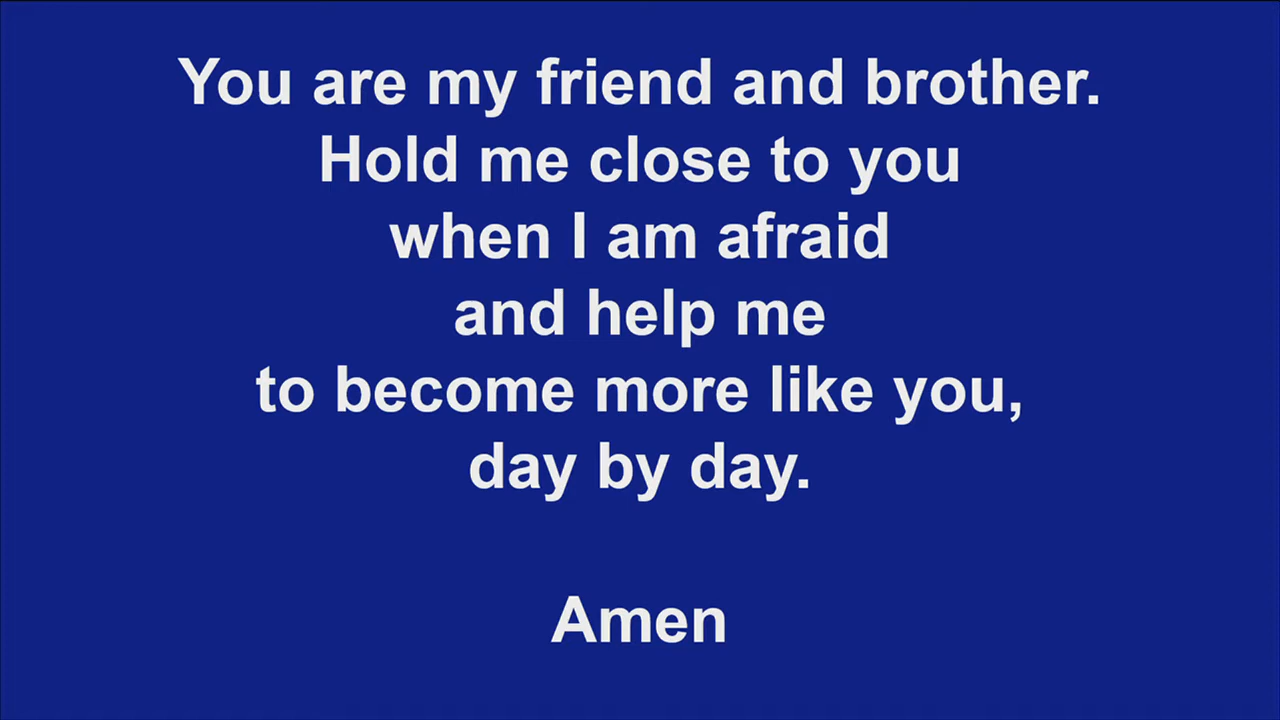 You are my friend and brother.
Hold me close to you
when I am afraid
and help me
to become more like you,
day by day.
Amen